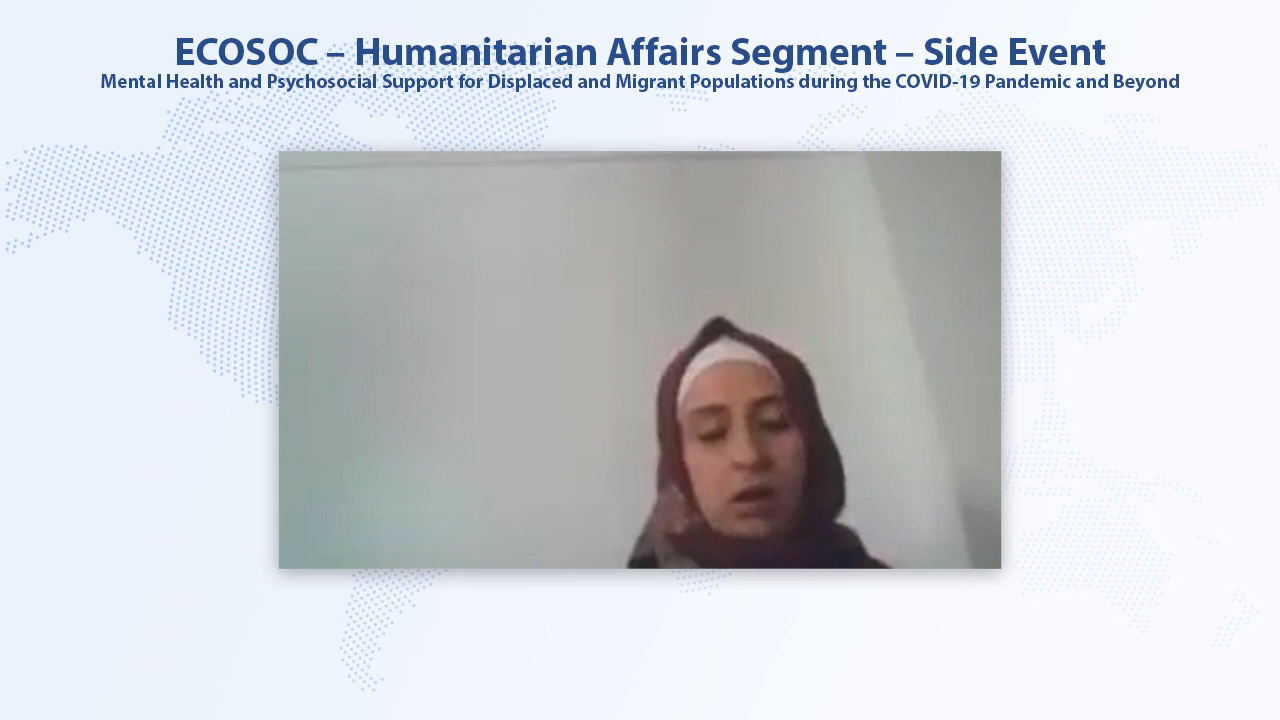 ECOSOC – Humanitarian Affairs Segment – Side Event
Mental Health and Psychosocial Support for Displaced and Migrant Populations during the COVID-19 Pandemic and Beyond